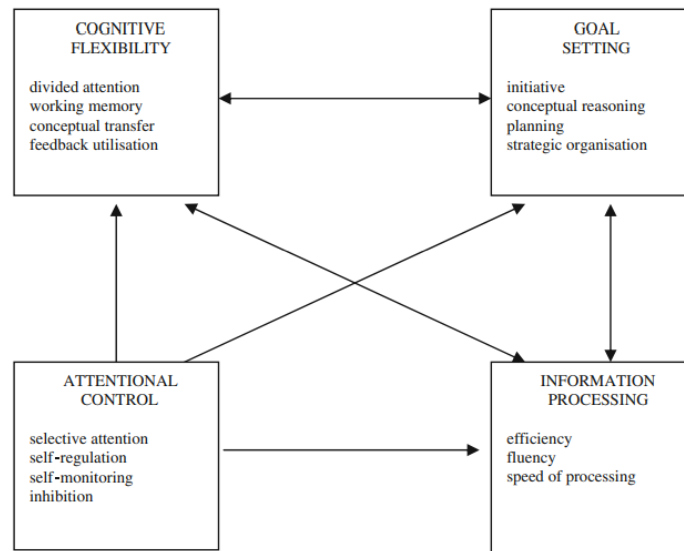 COGNITIVE
FLEXIBILITY
divided attention
working memory
conceptual transfer
feedback utilisation
GOAL
SETTING
initiative
conceptual reasoning
planning
strategic organisation
ATTENTIONAL
CONTROL
selective attention
self-regulation
self-monitoring
inhibition
INFORMATION
PROCESSING
efficiency
fluency
speed of processing